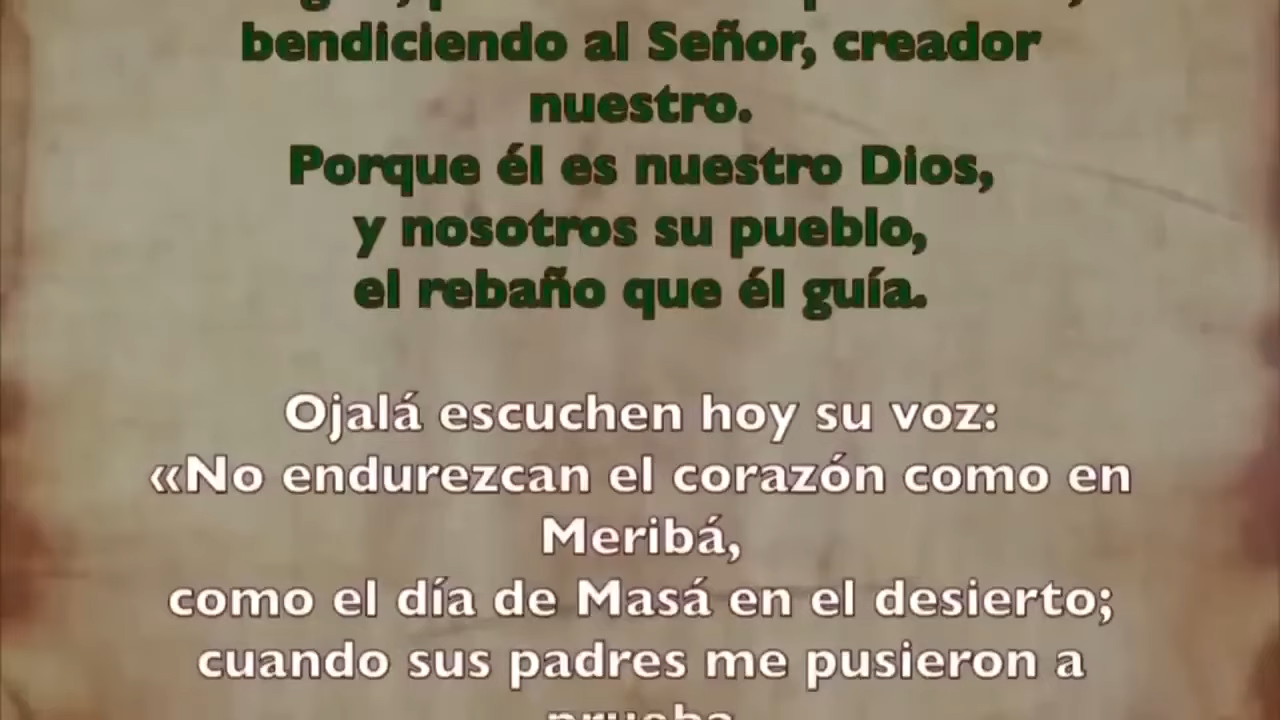 bendiciendo al Señor, creador
nuestro.
Porque él es nuestro Dios,
y nosotros su pueblo,
el rebaño que él guía.
Ojalá escuchen hoy su voz:
«No endurezcan el corazón como en
Meribá,
como el día de Masá en el desierto;
cuando sus padres me pusieron a
prueba